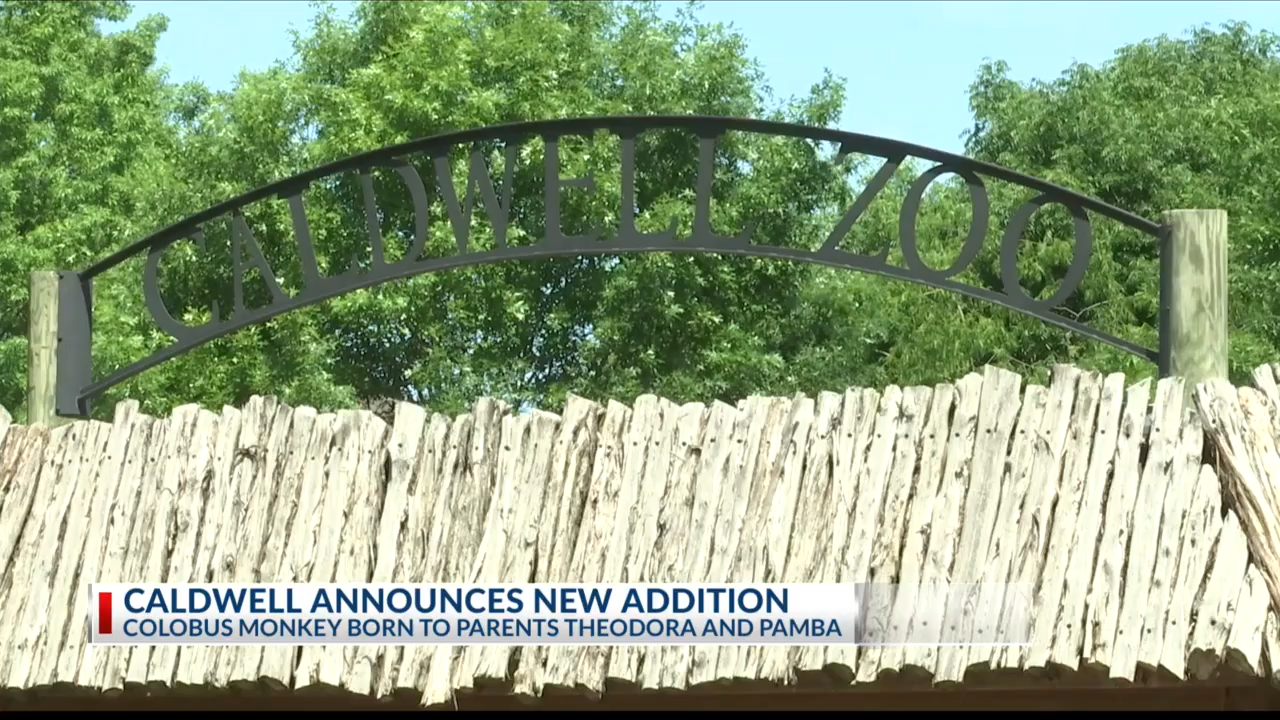 CALDWELL ZOO
CALDWELL ANNOUNCES NEW ADDITION
COLOBUS MONKEY BORN TO PARENTS THEODORA AND PAMBA